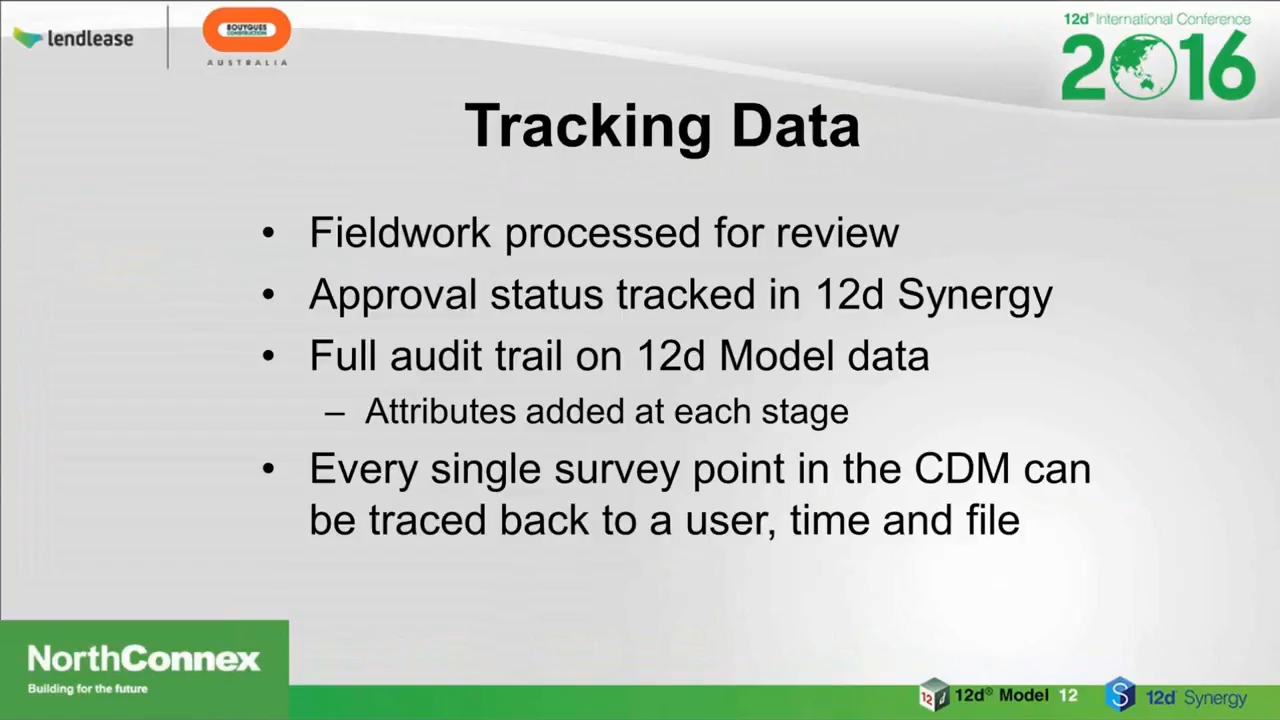 lendlease
BOUYGUES
CONSTRUCTION
AUSTRALIA
12d® International Conference
2016
Tracking Data
• Fieldwork processed for review
• Approval status tracked in 12d Synergy
• Full audit trail on 12d Model data
– Attributes added at each stage
• Every single survey point in the CDM can
be traced back to a user, time and file
NorthConnex
Building for the future
12 12d® Model 12
S 12d Synergy